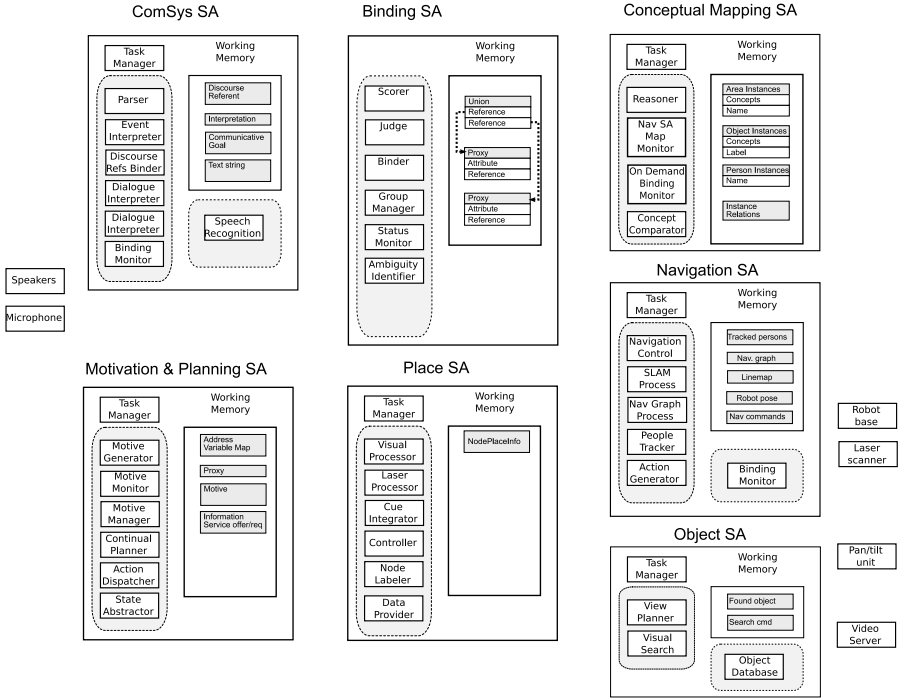 ComSys SA
Task
Manager
Working
Memory
Parser
Event
Interpreter
Discourse
Refs Binder
Dialogue
Interpreter
Dialogue
Interpreter
Binding
Monitor
Discourse
Referent
Interpretation
Communicative
Goal
Text string
Speech
Recognition
Speakers
Microphone
Binding SA
Working
Memory
Scorer
Judge
Binder
Group
Manager
Status
Monitor
Ambiguity
Identifier
Union
Reference
Reference
Proxy
Attribute
Reference
Proxy
Attribute
Reference
Conceptual Mapping SA
Task
Manager
Working
Memory
Reasoner
Nav SA
Map
Monitor
On Demand
Binding
Monitor
Concept
Comparator
Area Instances
Concepts
Name
Object Instances
Concepts
Label
Person Instances
Name
Instance
Relations
Navigation SA
Task
Manager
Working
Memory
Navigation
Control
SLAM
Process
Nav Graph
Process
People
Tracker
Action
Generator
Tracked persons
Nav. graph
Linemap
Robot pose
Nav commands
Binding
Monitor
Motivation & Planning SA
Task
Manager
Working
Memory
Motive
Generator
Motive
Monitor
Motive
Manager
Continual
Planner
Action
Dispatcher
State
Abstractor
Address
Variable Map
Proxy
Motive
Information
Service offer/req
Place SA
Task
Manager
Working
Memory
Visual
Processor
Laser
Processor
Cue
Integrator
Controller
Node
Labeler
Data
Provider
NodePlaceInfo
Object SA
Task
Manager
Working
Memory
View
Planner
Visual
Search
Found object
Search cmd
Object
Database
Robot
base
Laser
scanner
Pan/tilt
unit
Video
Server